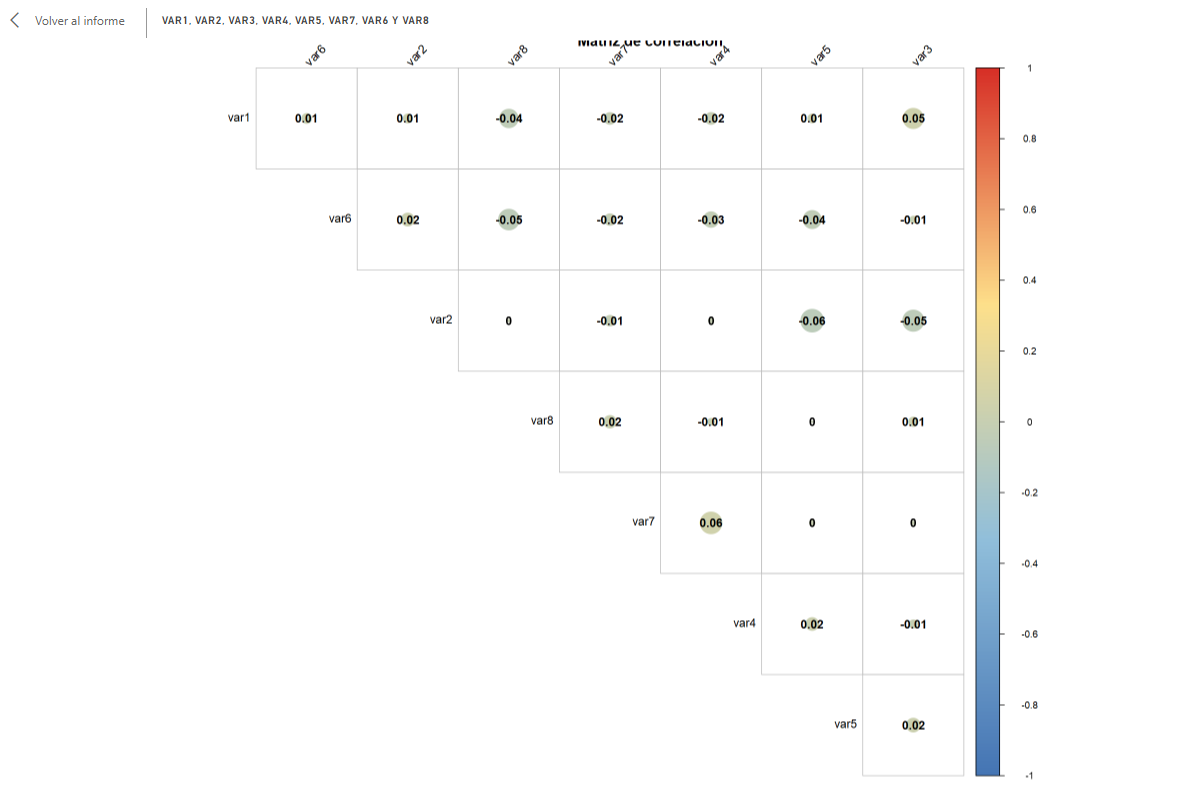 Volver al informe
VAR1, VAR2, VAR3, VAR4, VAR5, VAR7, VAR6 Y VAR8
Matriz de correlación
var6 var2 var8 var7 var4 var5 var3
var1 0.01 0.01 -0.04 -0.02 -0.02 0.01 0.05
var6 0.02 -0.05 -0.02 -0.03 -0.04 -0.01
var2 0 -0.01 0 -0.06 -0.05
var8 0.02 -0.01 0 0.01
var7 0.06 0 0
var4 0.02 -0.01
var5 0.02
1
0.8
0.6
0.4
0.2
0
-0.2
-0.4
-0.6
-0.8
-1